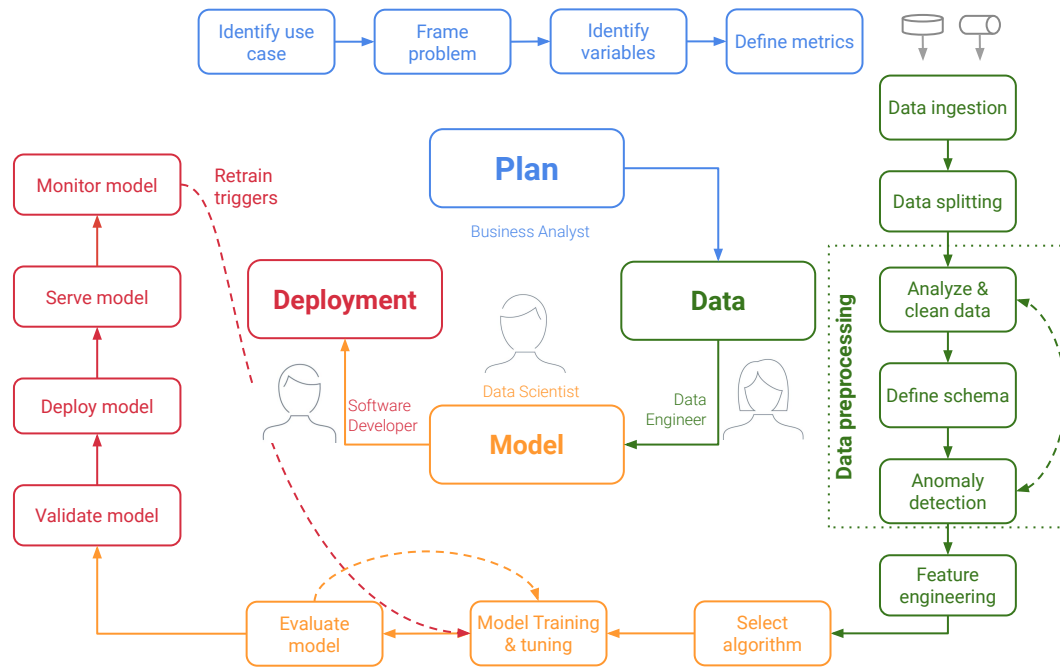 Identify use
case
Frame
problem
Identify
variables
Define metrics
Data ingestion
Data splitting
Data preprocessing
Analyze &
clean data
Define schema
Anomaly
detection
Feature
engineering
Select
algorithm
Model Training
& tuning
Evaluate
model
Validate model
Deploy model
Serve model
Monitor model
Retrain
triggers
Plan
Business Analyst
Data
Data
Engineer
Model
Data Scientist
Deployment
Software
Developer